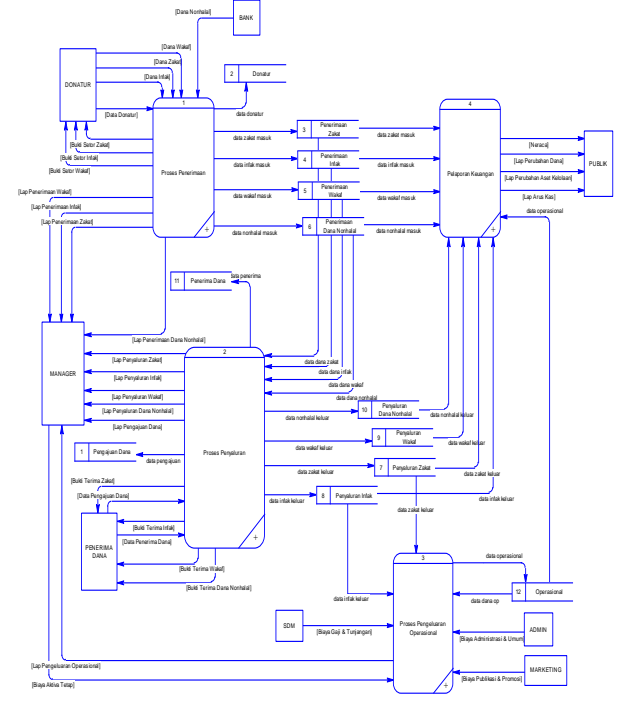 [Dana Nonhalal]
BANK
[Dana Wakaf]
[Dana Zakat]
[Dana Infak]
DONATUR
[Data Donatur]
2 Donatur
data donatur
1
Proses Penerimaan
+
[Bukti Setor Zakat]
[Bukti Setor Infak]
[Bukti Setor Wakaf]
[Lap Penerimaan Wakaf]
[Lap Penerimaan Infak]
[Lap Penerimaan Zakat]
data zakat masuk
data infak masuk
data wakaf masuk
data nonhalal masuk
3 Penerimaan
Zakat
4 Penerimaan
Infak
5 Penerimaan
Wakaf
6 Penerimaan
Dana Nonhalal
data zakat masuk
data infak masuk
data wakaf masuk
data nonhalal masuk
4
Pelaporan Keuangan
+
[Neraca]
[Lap Perubahan Dana]
[Lap Perubahan Aset Kelolaan]
[Lap Arus Kas]
PUBLIK
data operasional
11 Penerima Dana
data penerima
[Lap Penerimaan Dana Nonhalal]
MANAGER
[Lap Penyaluran Zakat]
[Lap Penyaluran Infak]
[Lap Penyaluran Wakaf]
[Lap Penyaluran Dana Nonhalal]
[Lap Pengajuan Dana]
2
Proses Penyaluran
+
data dana zakat
data dana infak
data dana wakaf
data dana nonhalal
data nonhalal keluar
10 Penyaluran
Dana Nonhalal
data nonhalal keluar
data wakaf keluar
9 Penyaluran
Wakaf
data wakaf keluar
data zakat keluar
7 Penyaluran Zakat
data zakat keluar
data infak keluar
8 Penyaluran Infak
data infak keluar
data zakat keluar
1 Pengajuan Dana
data pengajuan
[Bukti Terima Zakat]
[Data Pengajuan Dana]
[Bukti Terima Infak]
[Data Penerima Dana]
PENERIMA
DANA
[Bukti Terima Wakaf]
[Bukti Terima Dana Nonhalal]
3
Proses Pengeluaran
Operasional
+
data operasional
12 Operasional
data dana op
data infak keluar
SDM
[Biaya Gaji & Tunjangan]
ADMIN
[Biaya Administrasi & Umum]
MARKETING
[Biaya Publikasi & Promosi]
[Lap Pengeluaran Operasional]
[Biaya Aktiva Tetap]